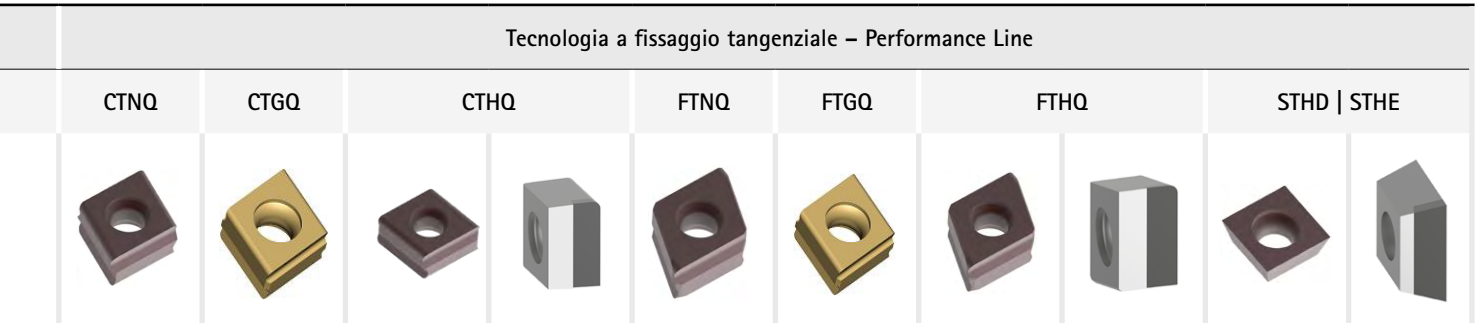 Tecnologia a fissaggio tangenziale – Performance Line
CTNQ CTGQ CTHQ FTNQ FTGQ FTHQ STHD | STHE